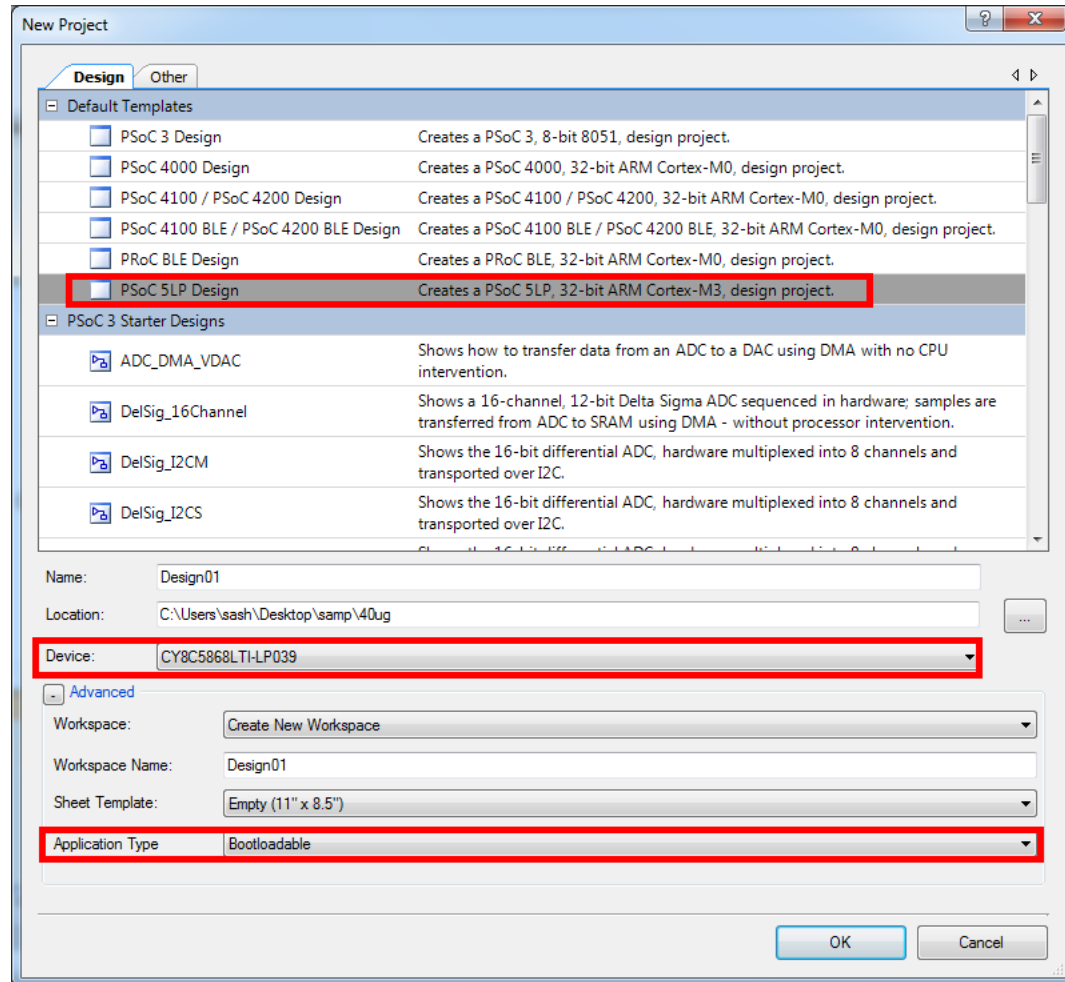 New Project
Design Other
Default Templates
PSoC 3 Design Creates a PSoC 3, 8-bit 8051, design project.
PSoC 4000 Design Creates a PSoC 4000, 32-bit ARM Cortex-M0, design project.
PSoC 4100 / PSoC 4200 Design Creates a PSoC 4100 / PSoC 4200, 32-bit ARM Cortex-M0, design project.
PSoC 4100 BLE / PSoC 4200 BLE Design Creates a PSoC 4100 BLE / PSoC 4200 BLE, 32-bit ARM Cortex-M0, design project.
PRoC BLE Design Creates a PRoC BLE, 32-bit ARM Cortex-M0, design project.
PSoC 5LP Design Creates a PSoC 5LP, 32-bit ARM Cortex-M3, design project.
PSoC 3 Starter Designs
ADC_DMA_VDAC Shows how to transfer data from an ADC to a DAC using DMA with no CPU
intervention.
DelSig_16Channel Shows a 16-channel, 12-bit Delta Sigma ADC sequenced in hardware; samples are
transferred from ADC to SRAM using DMA - without processor intervention.
DelSig_I2CM Shows the 16-bit differential ADC, hardware multiplexed into 8 channels and
transported over I2C.
DelSig_I2CS Shows the 16-bit differential ADC, hardware multiplexed into 8 channels and
transported over I2C.
Name: Design01
Location: C:\Users\sash\Desktop\samp\40ug ...
Device: CY8C5868LTI-LP039
Advanced
Workspace: Create New Workspace
Workspace Name: Design01
Sheet Template: Empty (11" x 8.5")
Application Type Bootloadable
OK Cancel